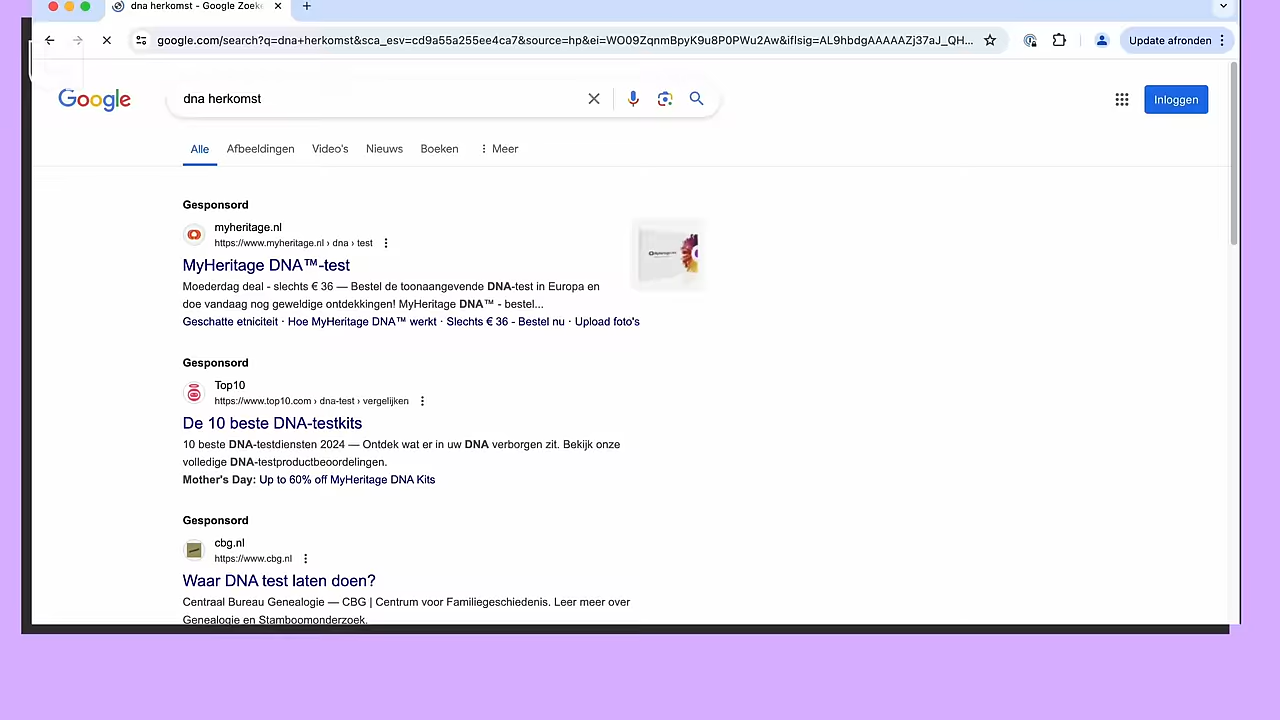 dna herkomst - Google Zoeke
google.com/search?q=dna+herkomst&sca_esv=cd9a55a255ee4ca7&source=hp&ei=WO09ZqnmBpyK9u8P0PWu2Aw&iflsig=AL9hbdgAAAAAZj37aJ_QH...
Update afronden
Google
dna herkomst
Inloggen
Alle Afbeeldingen Video's Nieuws Boeken Meer
Gesponsord
myheritage.nl
https://www.myheritage.nl › dna › test
MyHeritage DNA™-test
Moederdag deal - slechts € 36 — Bestel de toonaangevende DNA-test in Europa en
doe vandaag nog geweldige ontdekkingen! MyHeritage DNA™ - bestel...
Geschatte etniciteit · Hoe MyHeritage DNA™ werkt · Slechts € 36 - Bestel nu · Upload foto's
Gesponsord
Top10
https://www.top10.com › dna-test › vergelijken
De 10 beste DNA-testkits
10 beste DNA-testdiensten 2024 — Ontdek wat er in uw DNA verborgen zit. Bekijk onze
volledige DNA-testproductbeoordelingen.
Mother's Day: Up to 60% off MyHeritage DNA Kits
Gesponsord
cbg.nl
https://www.cbg.nl
Waar DNA test laten doen?
Centraal Bureau Genealogie — CBG | Centrum voor Familiegeschiedenis. Leer meer over
Genealogie en Stamboomonderzoek.